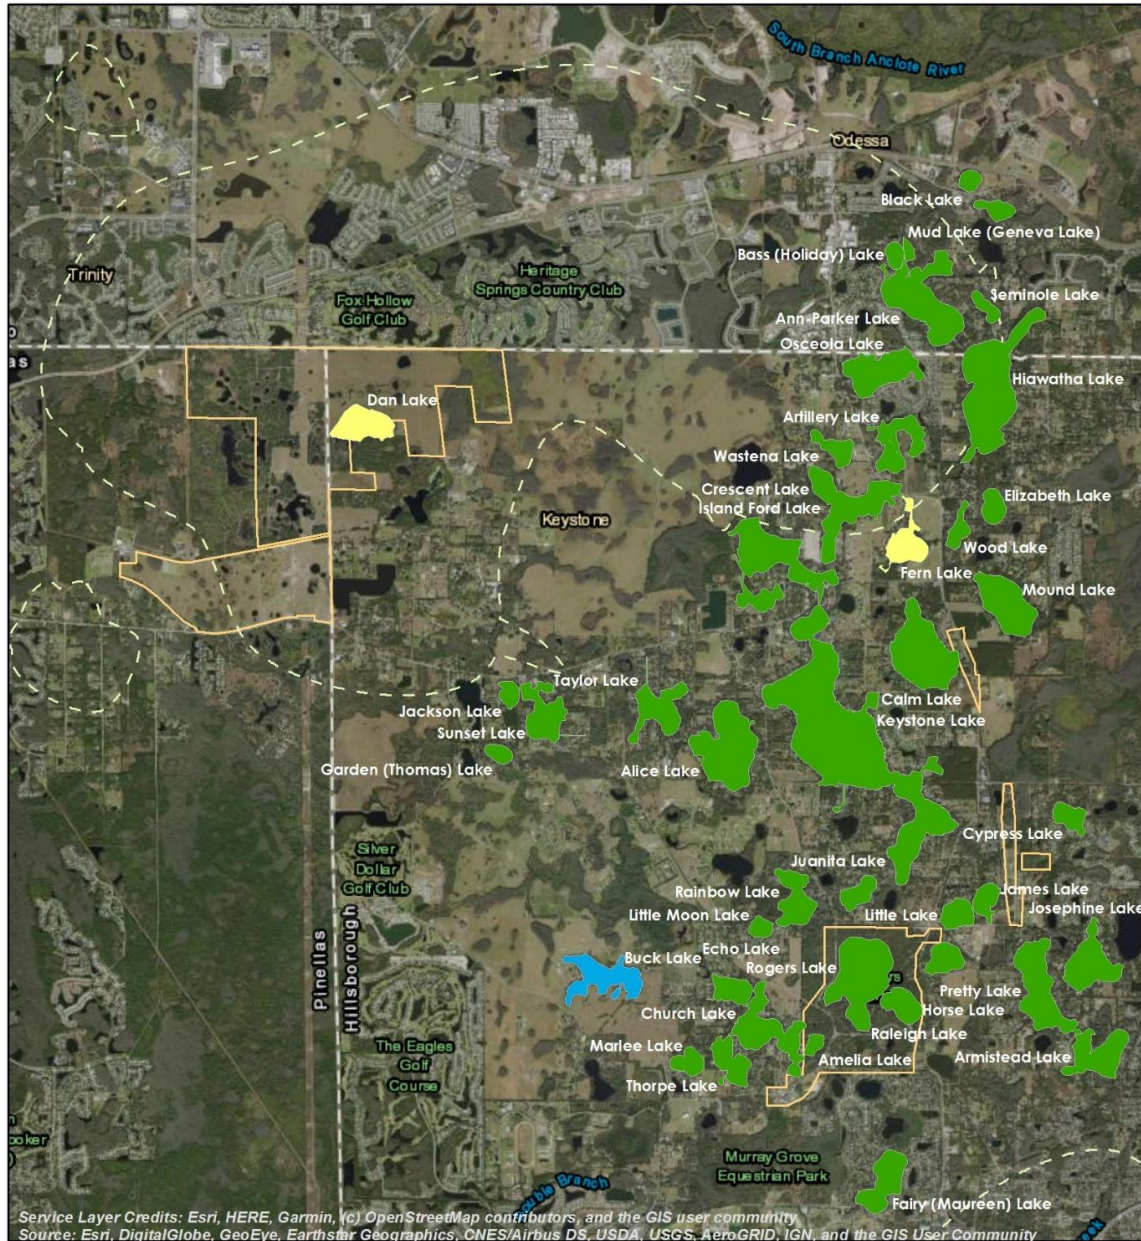 South Branch Anclote River
Odessa
Black Lake
Mud Lake (Geneva Lake)
Bass (Holiday) Lake
Trinity
Heritage
Springs Country Club
Fox Hollow
Golf Club
Seminole Lake
Ann-Parker Lake
Osceola Lake
as
Hiawatha Lake
Dan Lake
Artillery Lake
Wastena Lake
Crescent Lake
Island Ford Lake
Elizabeth Lake
Keystone
Wood Lake
Fern Lake
Mound Lake
Taylor Lake
Calm Lake
Jackson Lake
Keystone Lake
Sunset Lake
Garden (Thomas) Lake
Alice Lake
Cypress Lake
Silver
Dollar
Golf Club
Juanita Lake
Rainbow Lake
James Lake
Little Moon Lake
Little Lake
Josephine Lake
Pinellas
Hillsborough
Echo Lake
Buck Lake
Rogers Lake
Pretty Lake
Horse Lake
Church Lake
Raleigh Lake
The Eagles
Golf
Course
Marlee Lake
Amelia Lake
Armistead Lake
Thorpe Lake
ooker
Murray Grove
Equestrian Park
Double Branch
Fairy (Maureen) Lake
Service Layer Credits: Esri, HERE, Garmin, (c) OpenStreetMap contributors, and the GIS user community
eek
Source: Esri, DigitalGlobe, GeoEye, Earthstar Geographics, CNES/Airbus DS, USDA, USGS, AeroGRID, IGN, and the GIS User Community